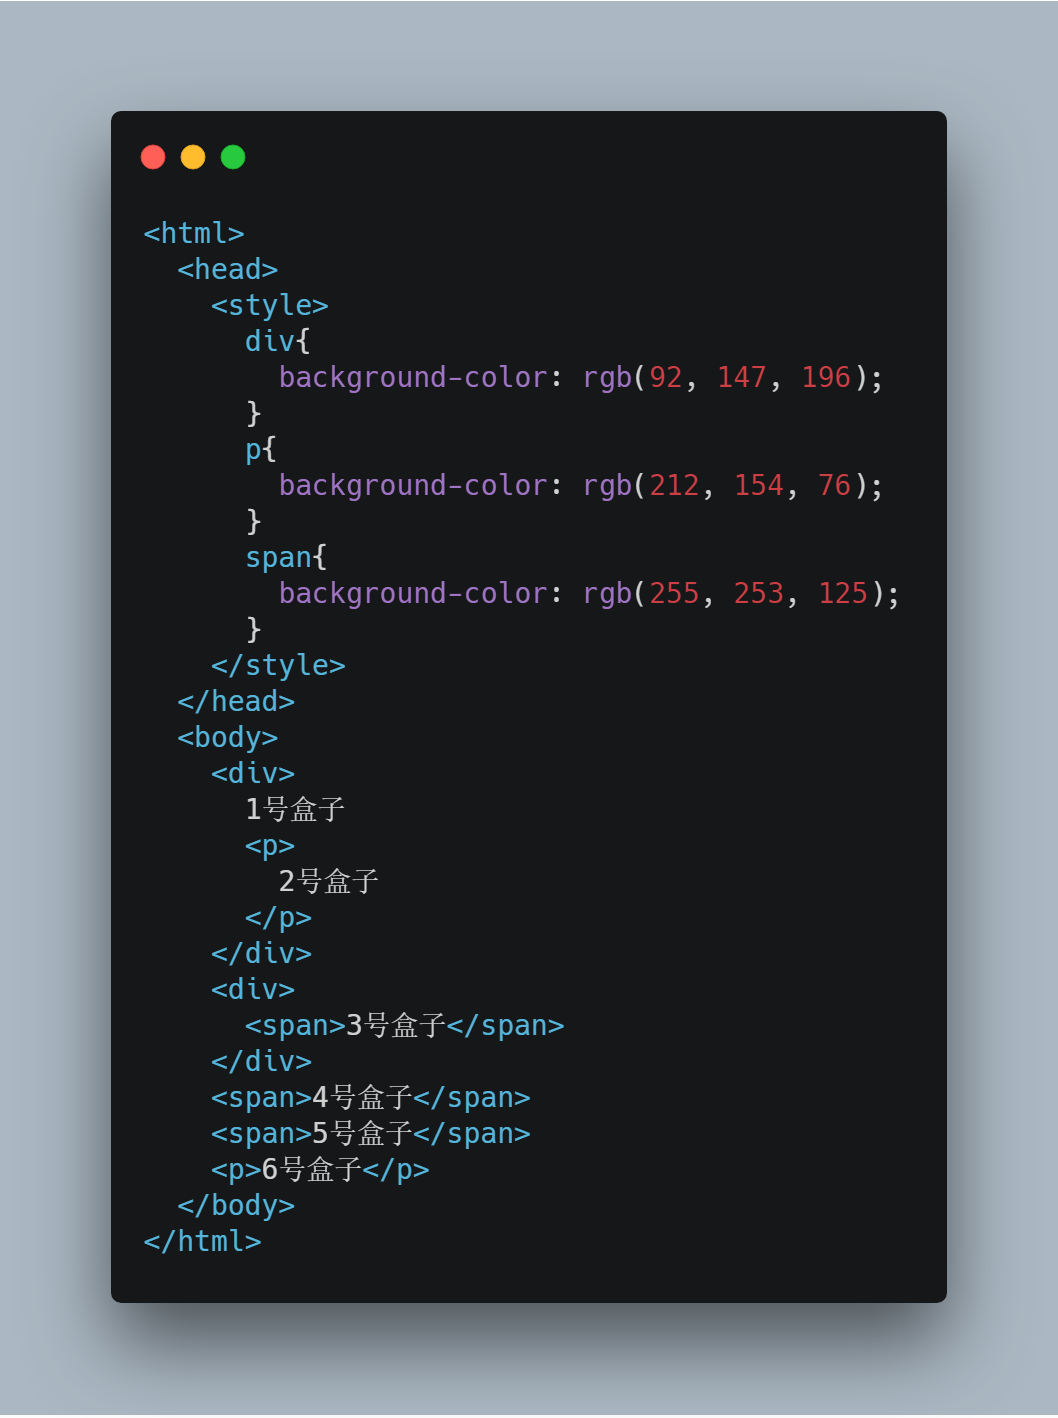 <html>
  <head>
    <style>
      div{
        background-color: rgb(92, 147, 196);
      }
      p{
        background-color: rgb(212, 154, 76);
      }
      span{
        background-color: rgb(255, 253, 125);
      }
    </style>
  </head>
  <body>
    <div>
      1号盒子
      <p>
        2号盒子
      </p>
    </div>
    <div>
      <span>3号盒子</span>
    </div>
    <span>4号盒子</span>
    <span>5号盒子</span>
    <p>6号盒子</p>
  </body>
</html>